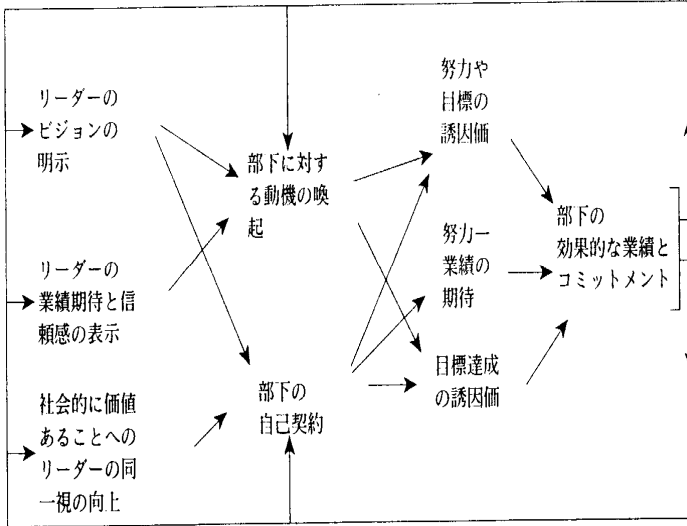 リーダーの
ビジョンの
明示
リーダーの
業績期待と信
頼感の表示
社会的に価値
あることへの
リーダーの同
一視の向上
部下に対す
る動機の喚
起
部下の
自己契約
努力や
目標の
誘因価
努力ー
業績の
期待
目標達成
の誘因価
部下の
効果的な業績と
コミットメント